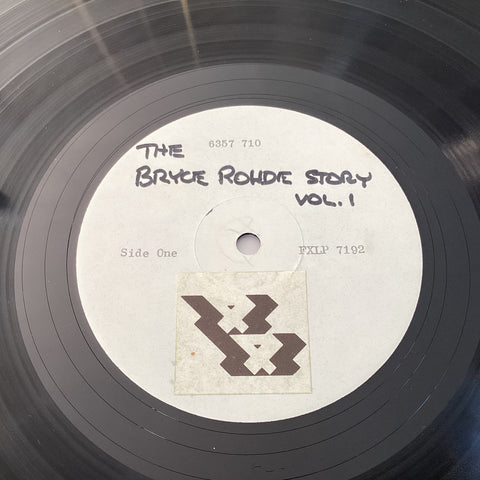 6357 710
THE
BRYCE ROHDE STORY
VOL. 1
Side One
FXLP 7192